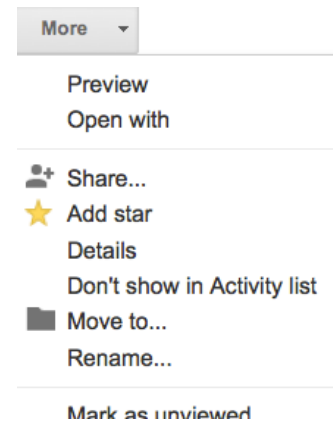 More
Preview
Open with
Share...
Add star
Details
Don't show in Activity list
Move to...
Rename...
Mark as unviewed